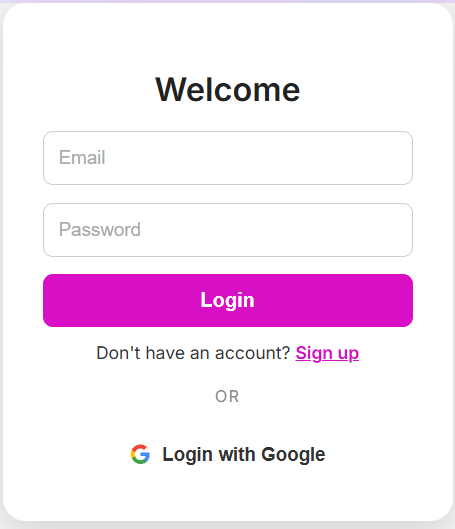 Welcome
Email
Password
Login
Don't have an account? Sign up
OR
Login with Google